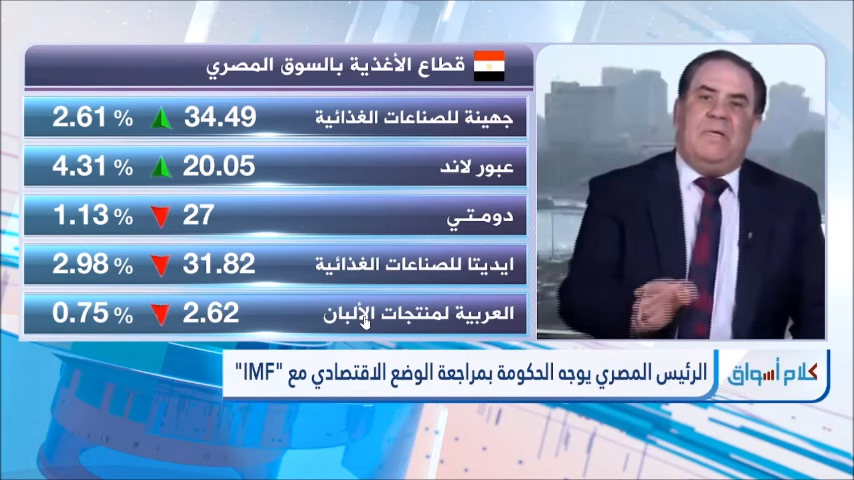 قطاع الأغذية بالسوق المصري
جهينة للصناعات الغذائية 34.49 2.61 %
عبور لاند 20.05 4.31 %
دومـتـي 27 1.13 %
ايديتا للصناعات الغذائية 31.82 2.98 %
العربية لمنتجات الألبان 2.62 0.75 %
كلام أسواق
الرئيس المصري يوجه الحكومة بمراجعة الوضع الاقتصادي مع "IMF"